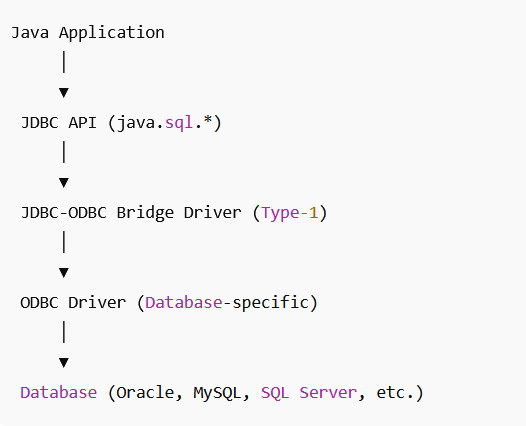 Java Application
│
▼
JDBC API (java.sql.*)
│
▼
JDBC-ODBC Bridge Driver (Type-1)
│
▼
ODBC Driver (Database-specific)
│
▼
Database (Oracle, MySQL, SQL Server, etc.)